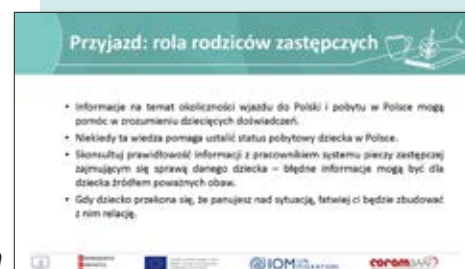 Przyjazd: rola rodziców zastępczych
• Informacje na temat okoliczności wjazdu do Polski i pobytu w Polsce mogą
pomóc w zrozumieniu dziecięcych doświadczeń.
• Niekiedy ta wiedza pomaga ustalić status pobytowy dziecka w Polsce.
• Skonsultuj prawidłowość informacji z pracownikiem systemu pieczy zastępczej
zajmującym się sprawą danego dziecka – błędne informacje mogą być dla
dziecka źródłem poważnych obaw.
• Gdy dziecko przekona się, że panujesz nad sytuacją, łatwiej ci będzie zbudować
z nim relację.
IOM UN MIGRATION
coram BAAF